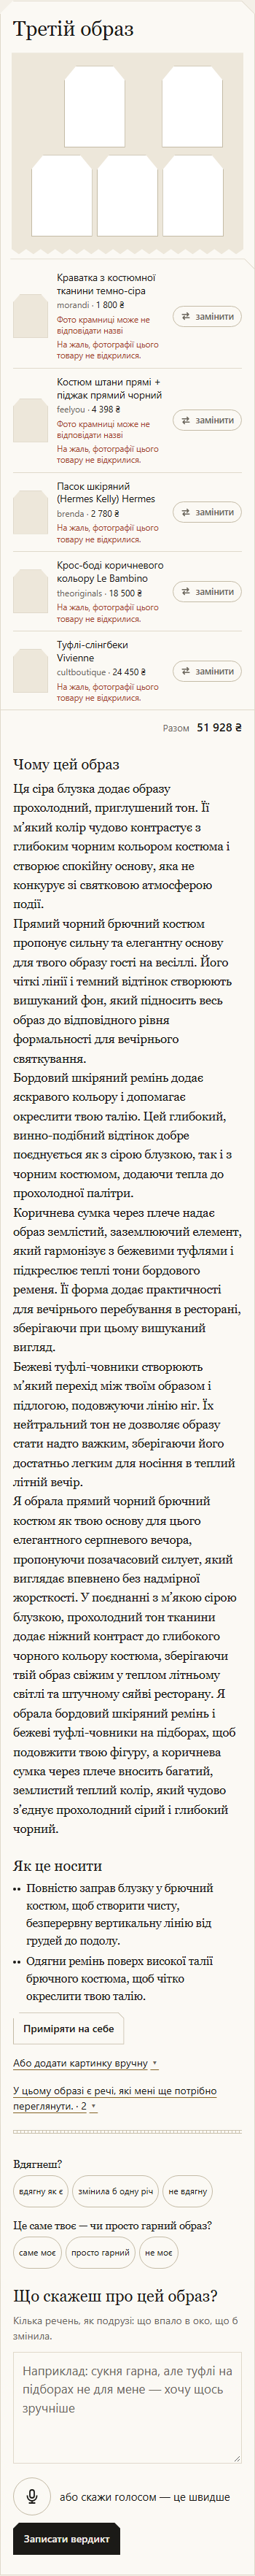 Третій образ
Краватка з костюмної
тканини темно-сіра
morandi · 1 800 ₴
Фото крамниці може не
відповідати назві
На жаль, фотографії цього
товару не відкрилися.
замінити
Костюм штани прямі +
піджак прямий чорний
feelyou · 4 398 ₴
Фото крамниці може не
відповідати назві
На жаль, фотографії цього
товару не відкрилися.
замінити
Пасок шкіряний
(Hermes Kelly) Hermes
brenda · 2 780 ₴
На жаль, фотографії цього
товару не відкрилися.
замінити
Крос-боді коричневого
кольору Le Bambino
theoriginals · 18 500 ₴
На жаль, фотографії цього
товару не відкрилися.
замінити
Туфлі-слінгбеки
Vivienne
cultboutique · 24 450 ₴
На жаль, фотографії цього
товару не відкрилися.
замінити
Разом 51 928 ₴
Чому цей образ
Ця сіра блузка додає образу
прохолодний, приглушений тон. Її
м’який колір чудово контрастує з
глибоким чорним кольором костюма і
створює спокійну основу, яка не
конкурує зі святковою атмосферою
події.
Прямий чорний брючний костюм
пропонує сильну та елегантну основу
для твого образу гості на весіллі. Його
чіткі лінії і темний відтінок створюють
вишуканий фон, який підносить весь
образ до відповідного рівня
формальності для вечірнього
святкування.
Бордовий шкіряний ремінь додає
яскравого кольору і допомагає
окреслити твою талію. Цей глибокий,
винно-подібний відтінок добре
поєднується як з сірою блузкою, так і з
чорним костюмом, додаючи тепла до
прохолодної палітри.
Коричнева сумка через плече надає
образ землістий, заземлюючий елемент,
який гармонізує з бежевими туфлями і
підкреслює теплі тони бордового
ременя. Її форма додає практичності
для вечірнього перебування в ресторані,
зберігаючи при цьому вишуканий
вигляд.
Бежеві туфлі-човники створюють
м’який перехід між твоїм образом і
підлогою, подовжуючи лінію ніг. Їх
нейтральний тон не дозволяє образу
стати надто важким, зберігаючи його
достатньо легким для носіння в теплий
літній вечір.
Я обрала прямий чорний брючний
костюм як твою основу для цього
елегантного серпневого вечора,
пропонуючи позачасовий силует, який
виглядає впевнено без надмірної
жорсткості. У поєднанні з м’якою сірою
блузкою, прохолодний тон тканини
додає ніжний контраст до глибокого
чорного кольору костюма, зберігаючи
твій образ свіжим у теплом літньому
світлі та штучному сяйві ресторану. Я
обрала бордовий шкіряний ремінь і
бежеві туфлі-човники на підборах, щоб
подовжити твою фігуру, а коричнева
сумка через плече вносить багатий,
землистий теплий колір, який чудово
з’єднує прохолодний сірий і глибокий
чорний.
Як це носити
Повністю заправ блузку у брючний
костюм, щоб створити чисту,
безперервну вертикальну лінію від
грудей до подолу.
Одягни ремінь поверх високої талії
брючного костюма, щоб чітко
окреслити твою талію.
Приміряти на себе
Або додати картинку вручну
У цьому образі є речі, які мені ще потрібно
переглянути. · 2
Вдягнеш?
вдягну як є
змінила б одну річ
не вдягну
Це саме твоє — чи просто гарний образ?
саме моє
просто гарний
не моє
Що скажеш про цей образ?
Кілька речень, як подрузі: що впало в око, що б
змінила.
Наприклад: сукня гарна, але туфлі на
підборах не для мене — хочу щось
зручніше
або скажи голосом — це швидше
Записати вердикт